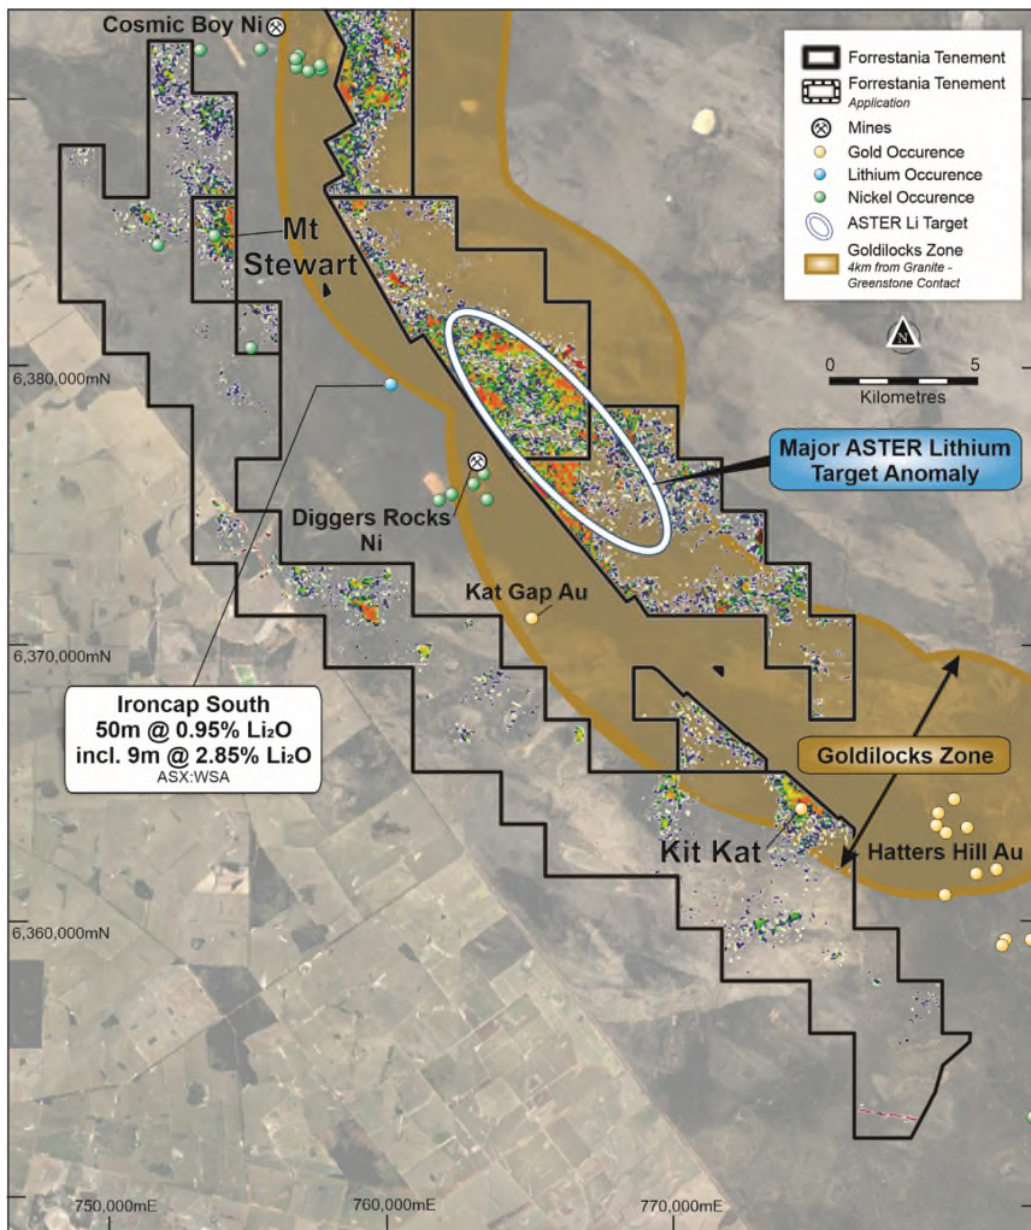 Cosmic Boy Ni
Forrestania Tenement
Forrestania Tenement
Application
Mines
Gold Occurence
Lithium Occurence
Nickel Occurence
ASTER Li Target
Goldilocks Zone
4km from Granite -
Greenstone Contact
N
0 5
Kilometres
Mt
Stewart
6,380,000mN
Major ASTER Lithium
Target Anomaly
Diggers Rocks
Ni
Kat Gap Au
6,370,000mN
Ironcap South
50m @ 0.95% Li₂O
incl. 9m @ 2.85% Li₂O
ASX:WSA
Goldilocks Zone
Kit Kat
Hatters Hill Au
6,360,000mN
750,000mE
760,000mE
770,000mE